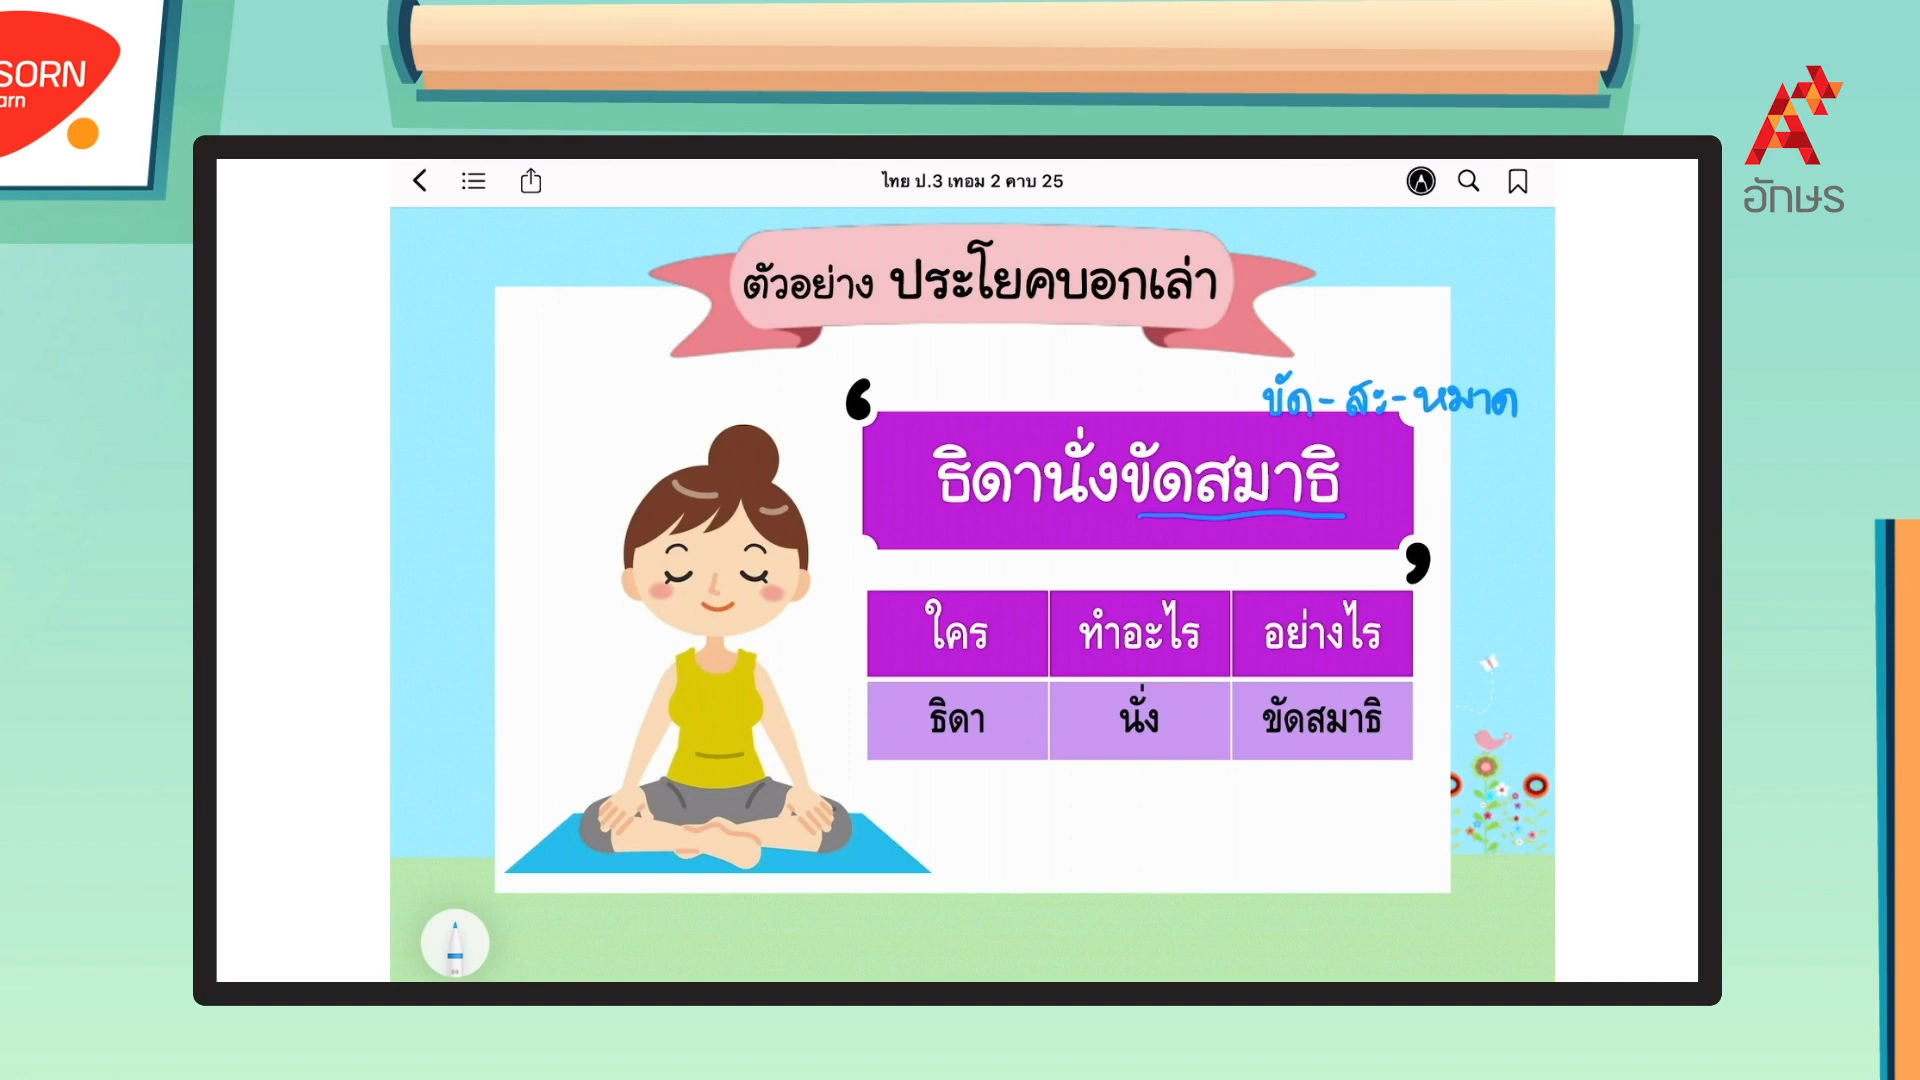 SORN
arn
อักษร
ไทย ป.3 เทอม 2 คาบ 25
ตัวอย่าง ประโยคบอกเล่า
ขัด-สะ-หมาด
‘ธิดานั่งขัดสมาธิ’
ใคร ทำอะไร อย่างไร
ธิดา นั่ง ขัดสมาธิ